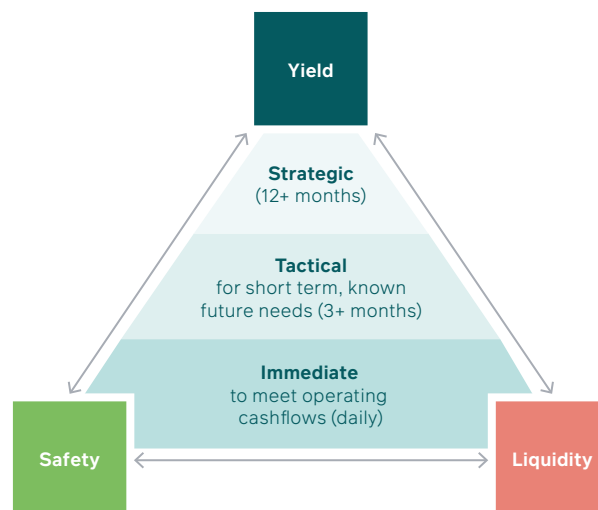 Yield
Strategic
(12+ months)
Tactical
for short term, known
future needs (3+ months)
Immediate
to meet operating
cashflows (daily)
Safety
Liquidity